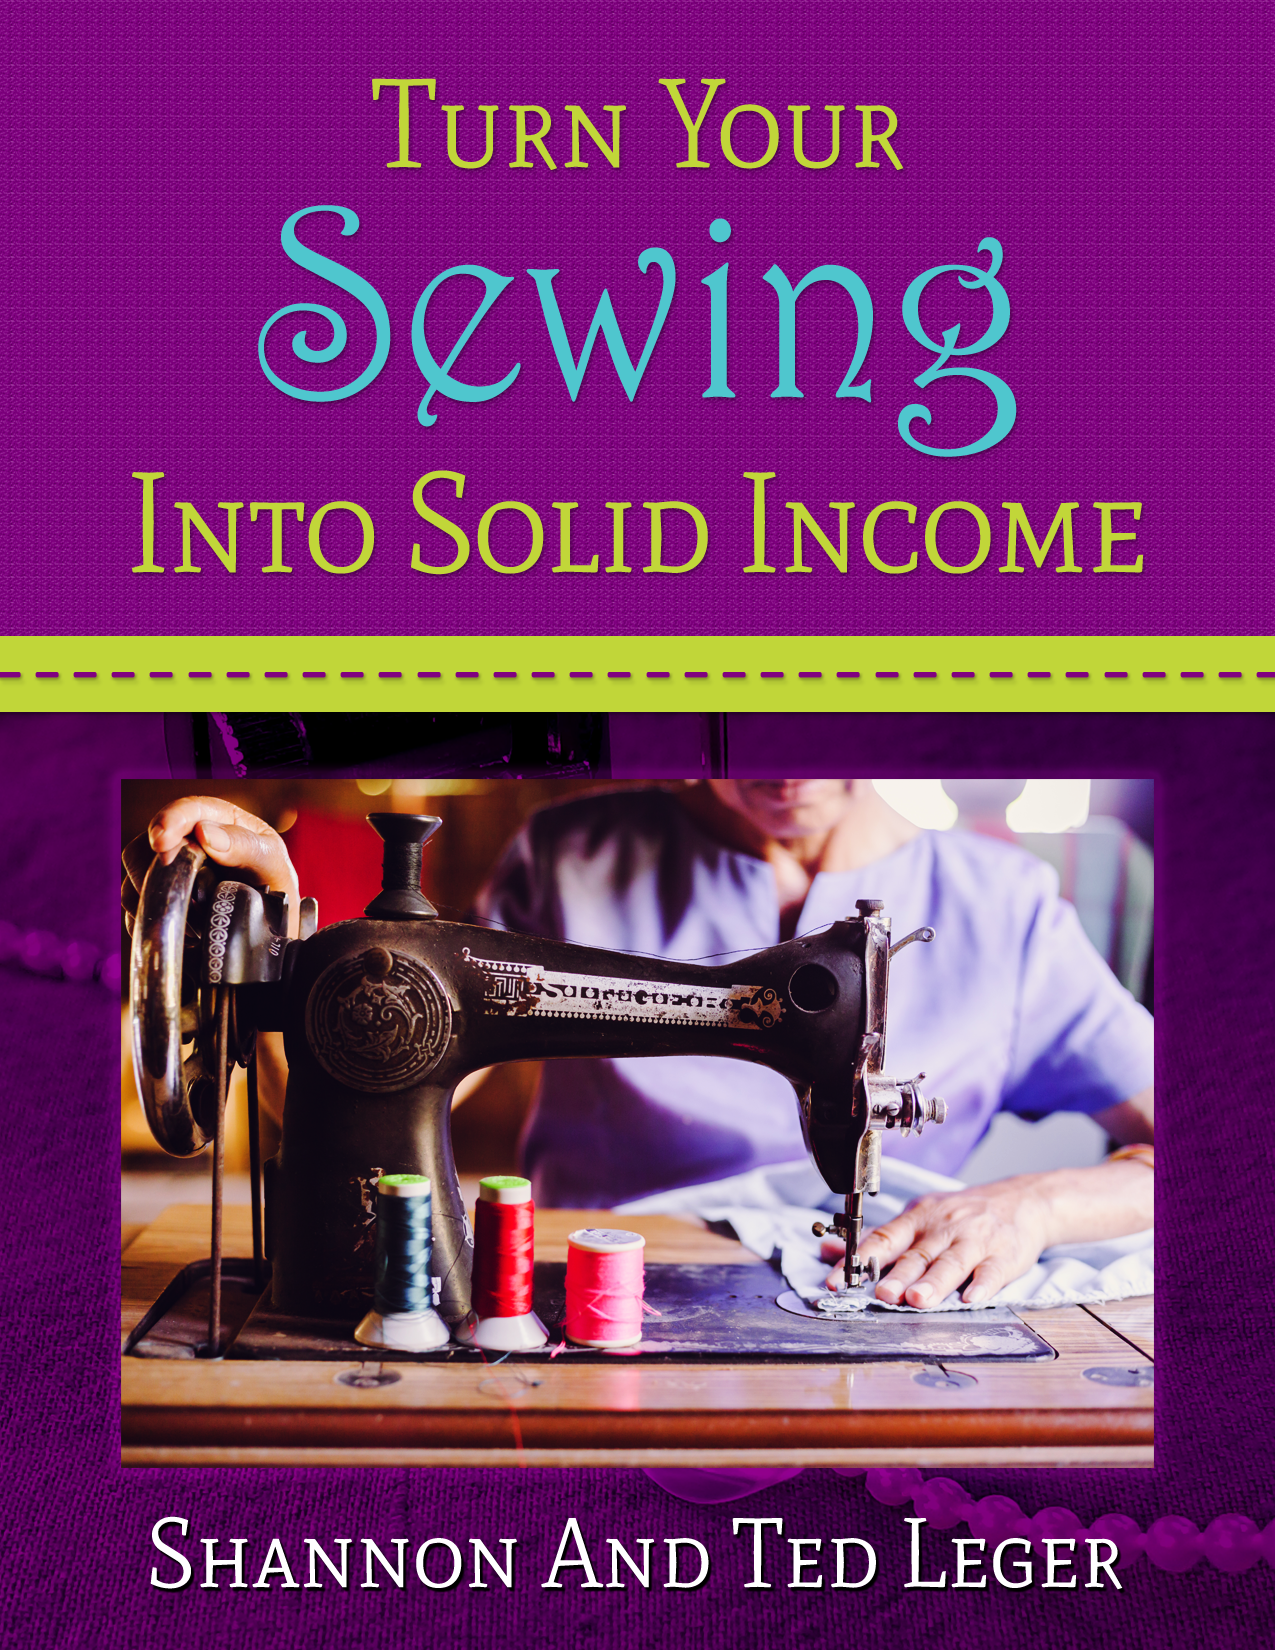 Turn Your
Sewing
Into Solid Income
Shannon And Ted Leger